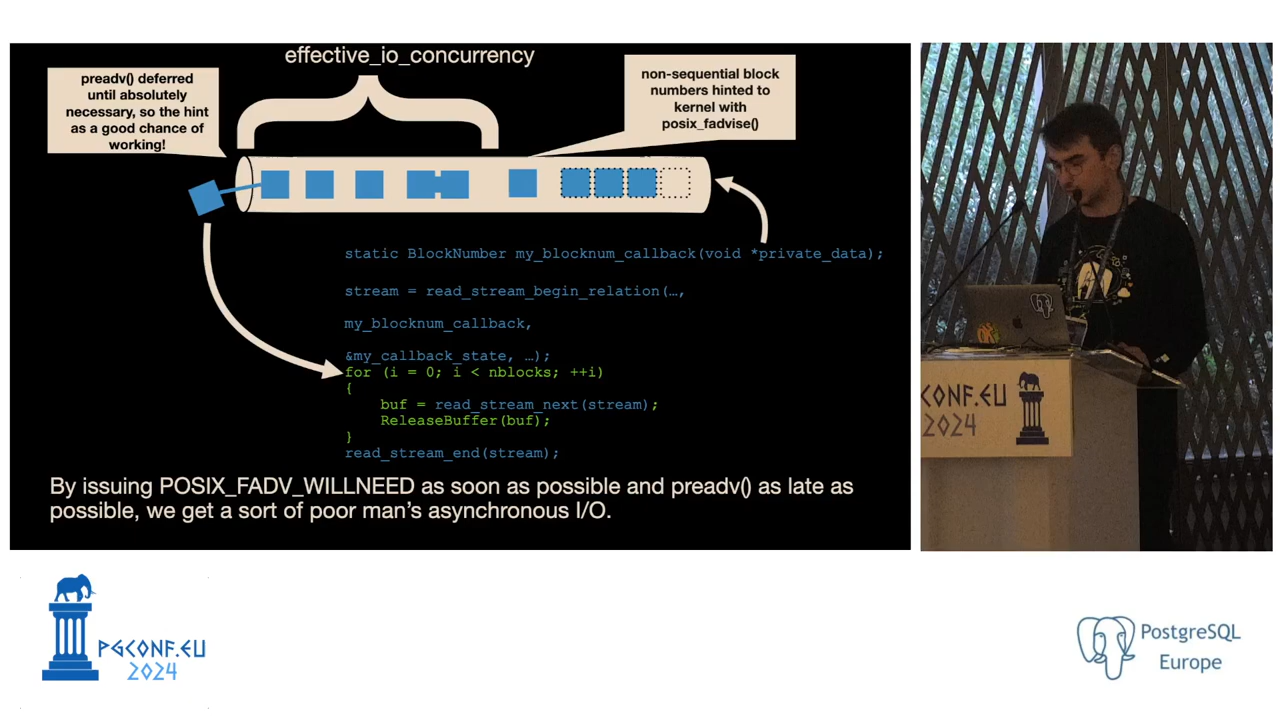 effective_io_concurrency
preadv() deferred
until absolutely
necessary, so the hint
as a good chance of
working!
non-sequential block
numbers hinted to
kernel with
posix_fadvise()
static BlockNumber my_blocknum_callback(void *private_data);
stream = read_stream_begin_relation(…,
my_blocknum_callback,
&my_callback_state, …);
for (i = 0; i < nblocks; ++i)
{
buf = read_stream_next(stream);
ReleaseBuffer(buf);
}
read_stream_end(stream);
By issuing POSIX_FADV_WILLNEED as soon as possible and preadv() as late as
possible, we get a sort of poor man's asynchronous I/O.
CONF.EU
2024
PGCONF.EU
2024
PostgreSQL
Europe